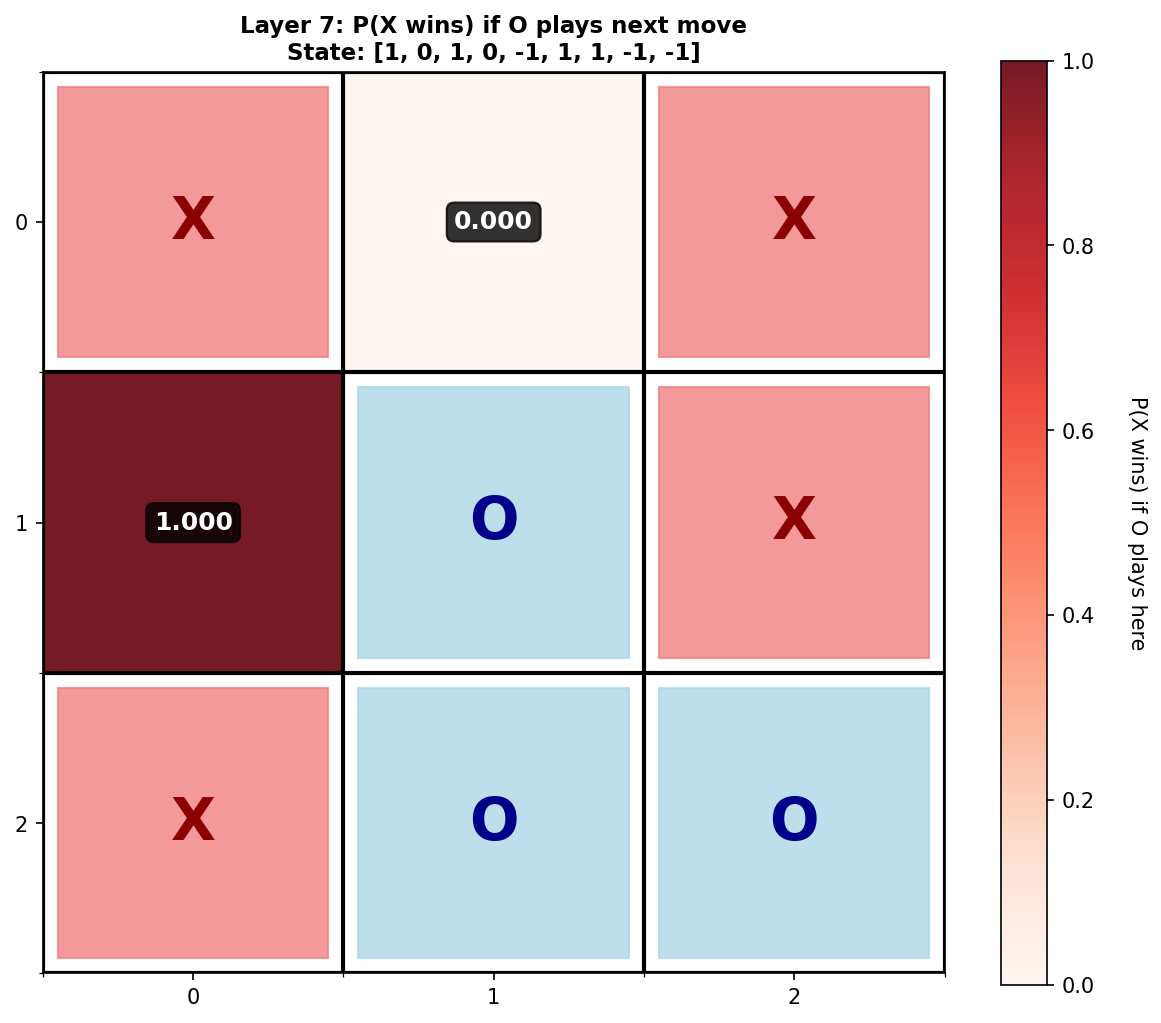 Layer 7: P(X wins) if O plays next move
State: [1, 0, 1, 0, -1, 1, 1, -1, -1]
0
X
0.000
X
1
1.000
O
X
2
X
O
O
0
1
2
1.0
0.8
0.6
0.4
0.2
0.0
P(X wins) if O plays here